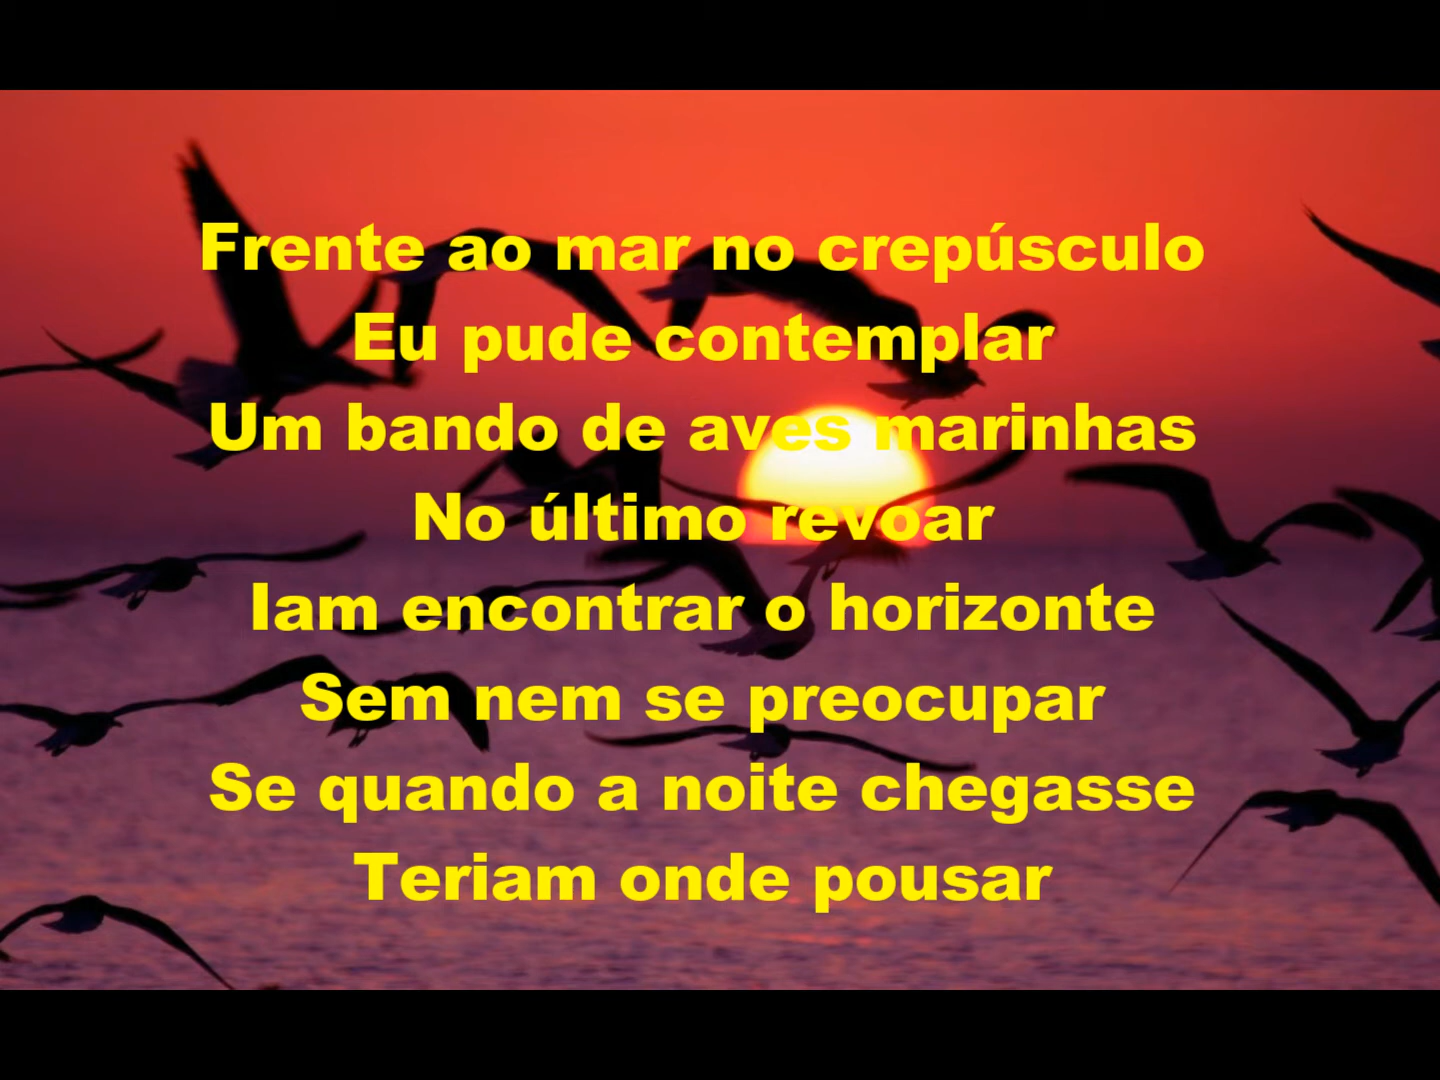 Frente ao mar no crepúsculo
Eu pude contemplar
Um bando de aves marinhas
No último revoar
Iam encontrar o horizonte
Sem nem se preocupar
Se quando a noite chegasse
Teriam onde pousar